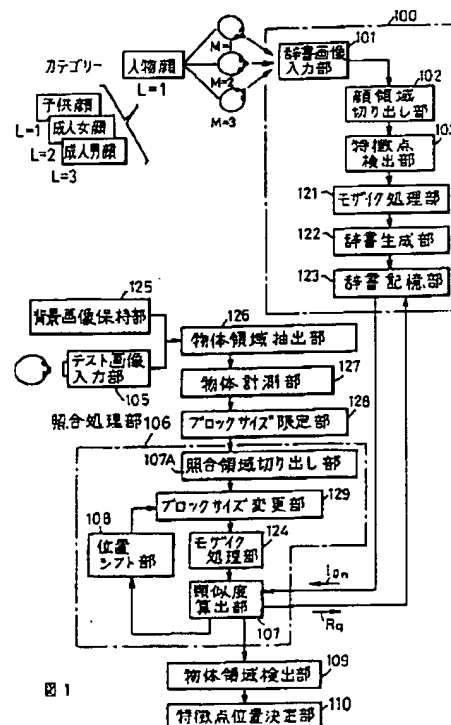 100
カテゴリー
人物顔
L=1
M=1
M=2
M=3
子供顔
L=1
成人女顔
L=2
成人男顔
L=3
辞書画像
入力部
101
102
顔領域
切り出し部
103
特徴点
検出部
121
モザイク処理部
122
辞書生成部
123
辞書記憶部
125
背景画像保持部
テスト画像
入力部
105
126
物体領域抽出部
127
物体計測部
128
ブロックサイズ限定部
照合処理部
106
107A
照合領域切り出し部
129
ブロックサイズ変更部
108
位置
シフト部
124
モザイク
処理部
類似度
算出部
107
IDn
Rq
109
物体領域検出部
110
特徴点位置決定部
図1